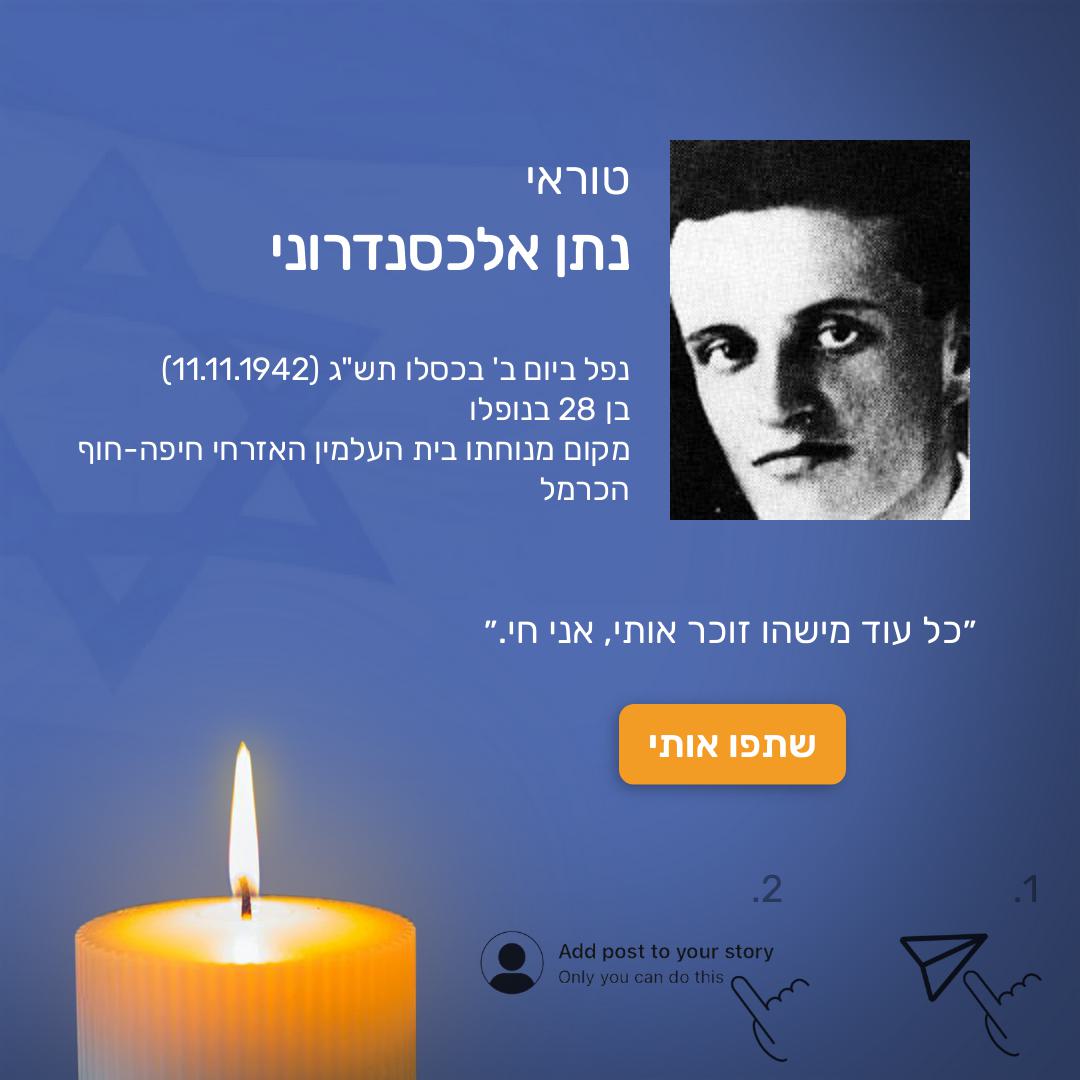 טוראי
נתן אלכסנדרוני
נפל ביום ב' בכסלו תש"ג (11.11.1942)
בן 28 בנופלו
מקום מנוחתו בית העלמין האזרחי חיפה-חוף
הכרמל
״כל עוד מישהו זוכר אותי, אני חי.״
שתפו אותי
1.
2.
Add post to your story
Only you can do this